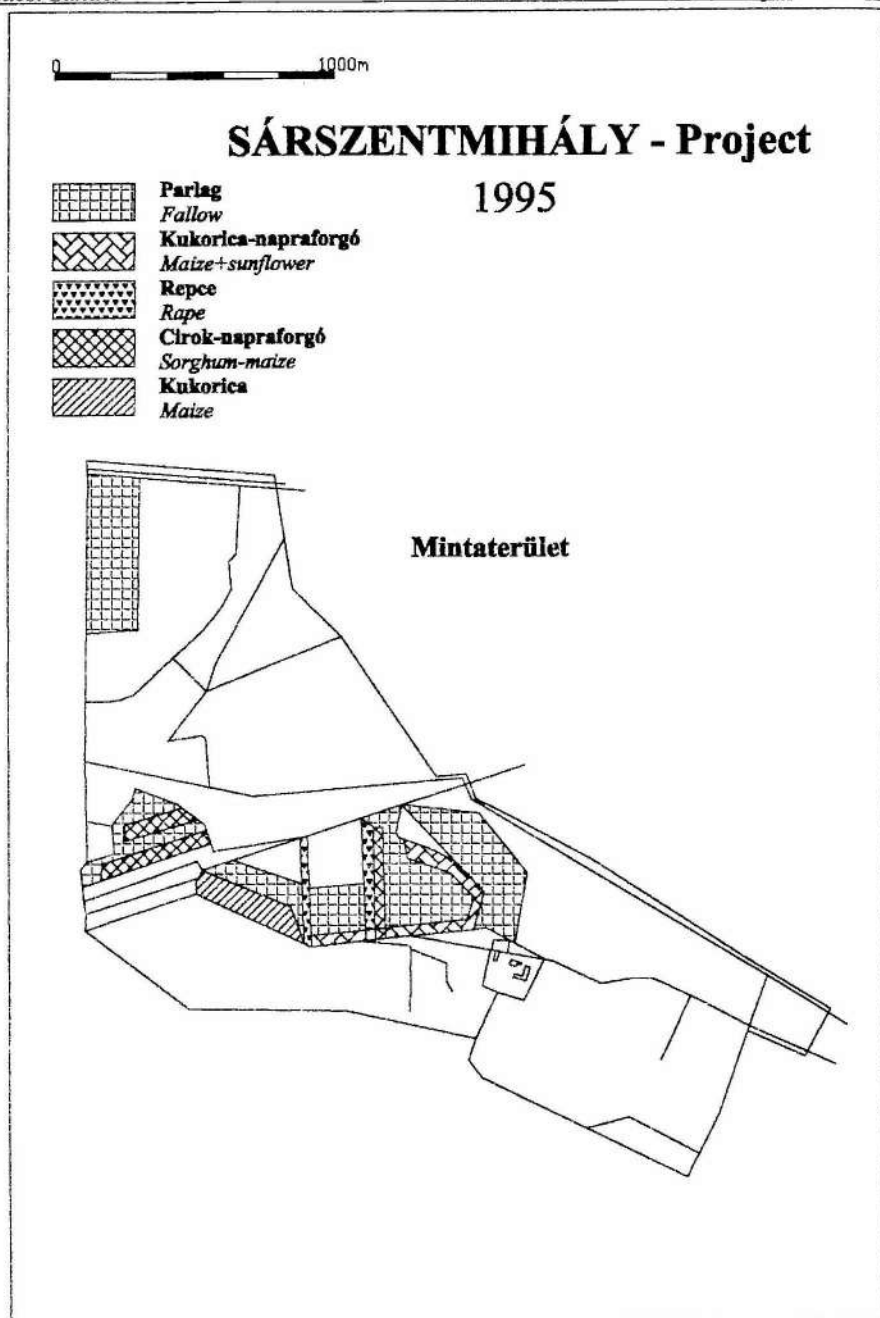 0 1000m
SÁRSZENTMIHÁLY - Project
1995
Parlag
Fallow
Kukorica-napraforgó
Maize+sunflower
Repce
Rape
Cirok-napraforgó
Sorghum-maize
Kukorica
Maize
Mintaterület